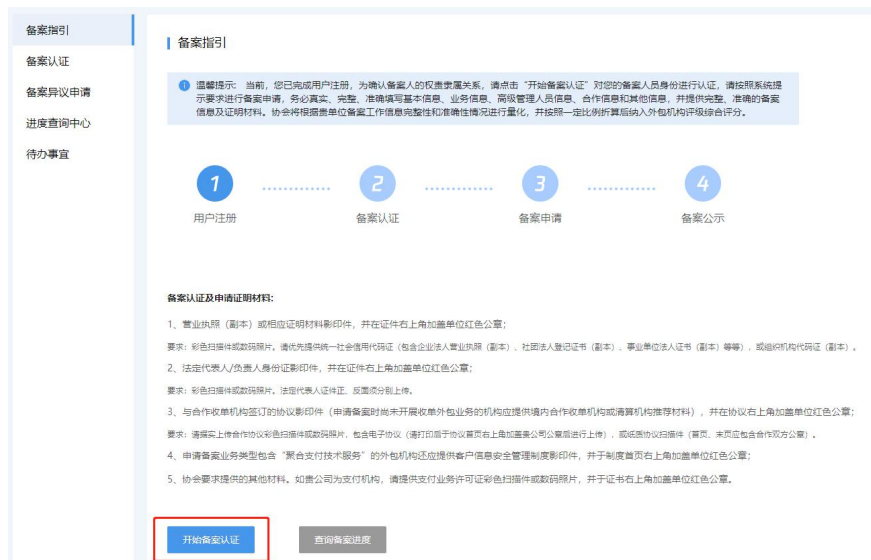 备案指引
备案认证
备案异议申请
进度查询中心
待办事宜
备案指引
温馨提示： 当前，您已完成用户注册，为确认备案人的权责隶属关系，请点击“开始备案认证”对您的备案人员身份进行认证，请按照系统提
示要求进行备案申请，务必真实、完整、准确填写基本信息、业务信息、高级管理人员信息、合作信息和其他信息，并提供完整、准确的备案
信息及证明材料。协会将根据贵单位备案工作信息完整性和准确性情况进行量化，并按照一定比例折算后纳入外包机构评级综合评分。
1
2
3
4
用户注册
备案认证
备案申请
备案公示
备案认证及申请证明材料：
1、营业执照（副本）或相应证明材料影印件，并在证件右上角加盖单位红色公章；
要求：彩色扫描件或数码照片。请优先提供统一社会信用代码证（包含企业法人营业执照（副本）、社团法人登记证书（副本）、事业单位法人证书（副本）等等），或组织机构代码证（副本）。
2、法定代表人/负责人身份证影印件，并在证件右上角加盖单位红色公章；
要求：彩色扫描件或数码照片。法定代表人证件正、反面须分别上传。
3、与合作收单机构签订的协议影印件（申请备案时尚未开展收单外包业务的机构应提供境内合作收单机构或清算机构推荐材料），并在协议右上角加盖单位红色公章；
要求：请据实上传合作协议彩色扫描件或数码照片，包含电子协议（请打印后于协议首页右上角加盖贵公司公章后进行上传），或纸质协议扫描件（首页、末页应包含合作双方公章）。
4、申请备案业务类型包含“聚合支付技术服务”的外包机构还应提供客户信息安全管理制度影印件，并于制度首页右上角加盖单位红色公章；
5、协会要求提供的其他材料。如贵公司为支付机构，请提供支付业务许可证彩色扫描件或数码照片，并于证书右上角加盖单位红色公章。
开始备案认证
查询备案进度